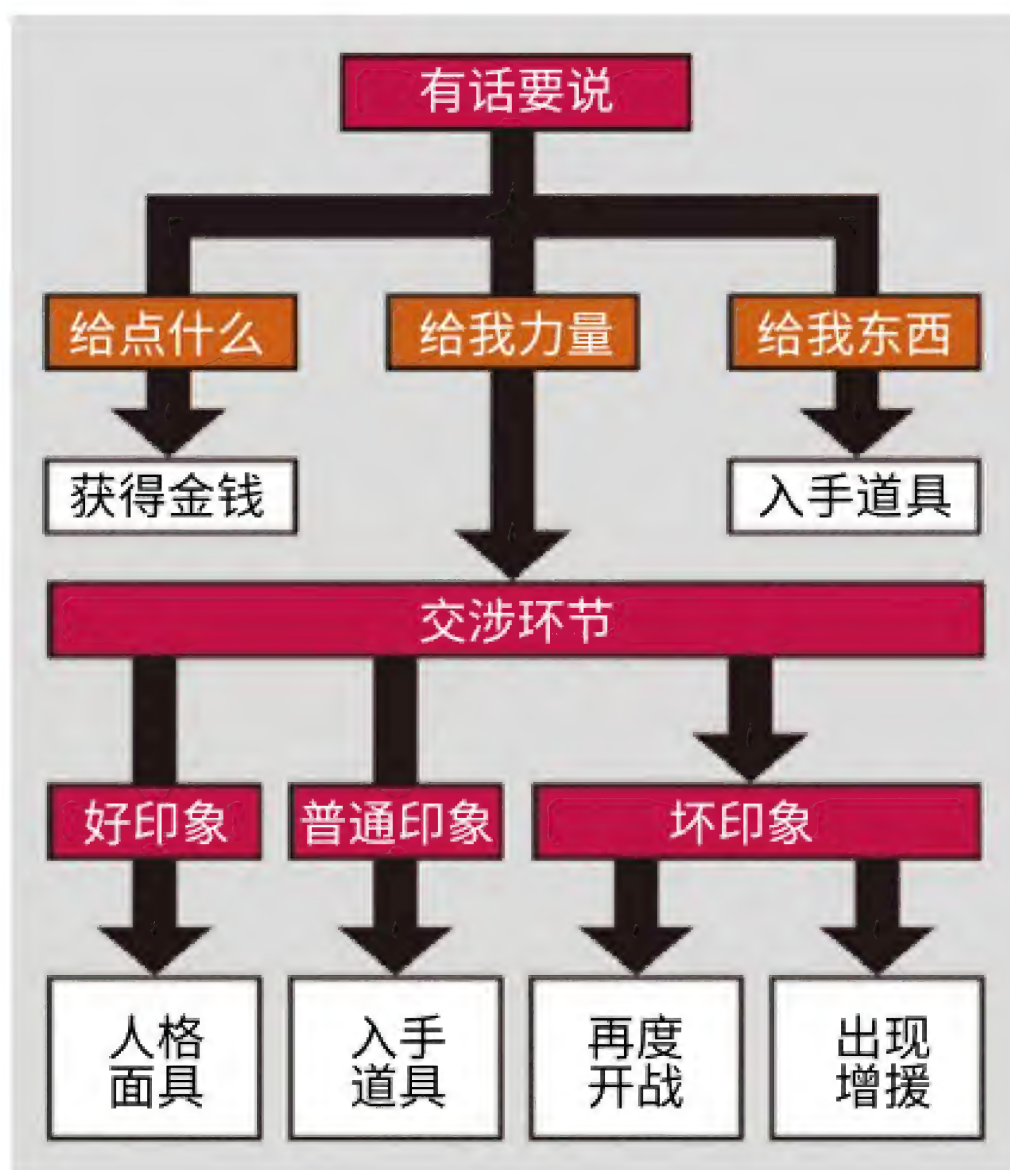 有话要说
给点什么
给我力量
给我东西
获得金钱
入手道具
交涉环节
好印象
普通印象
坏印象
人格
面具
入手
道具
再度
开战
出现
增援